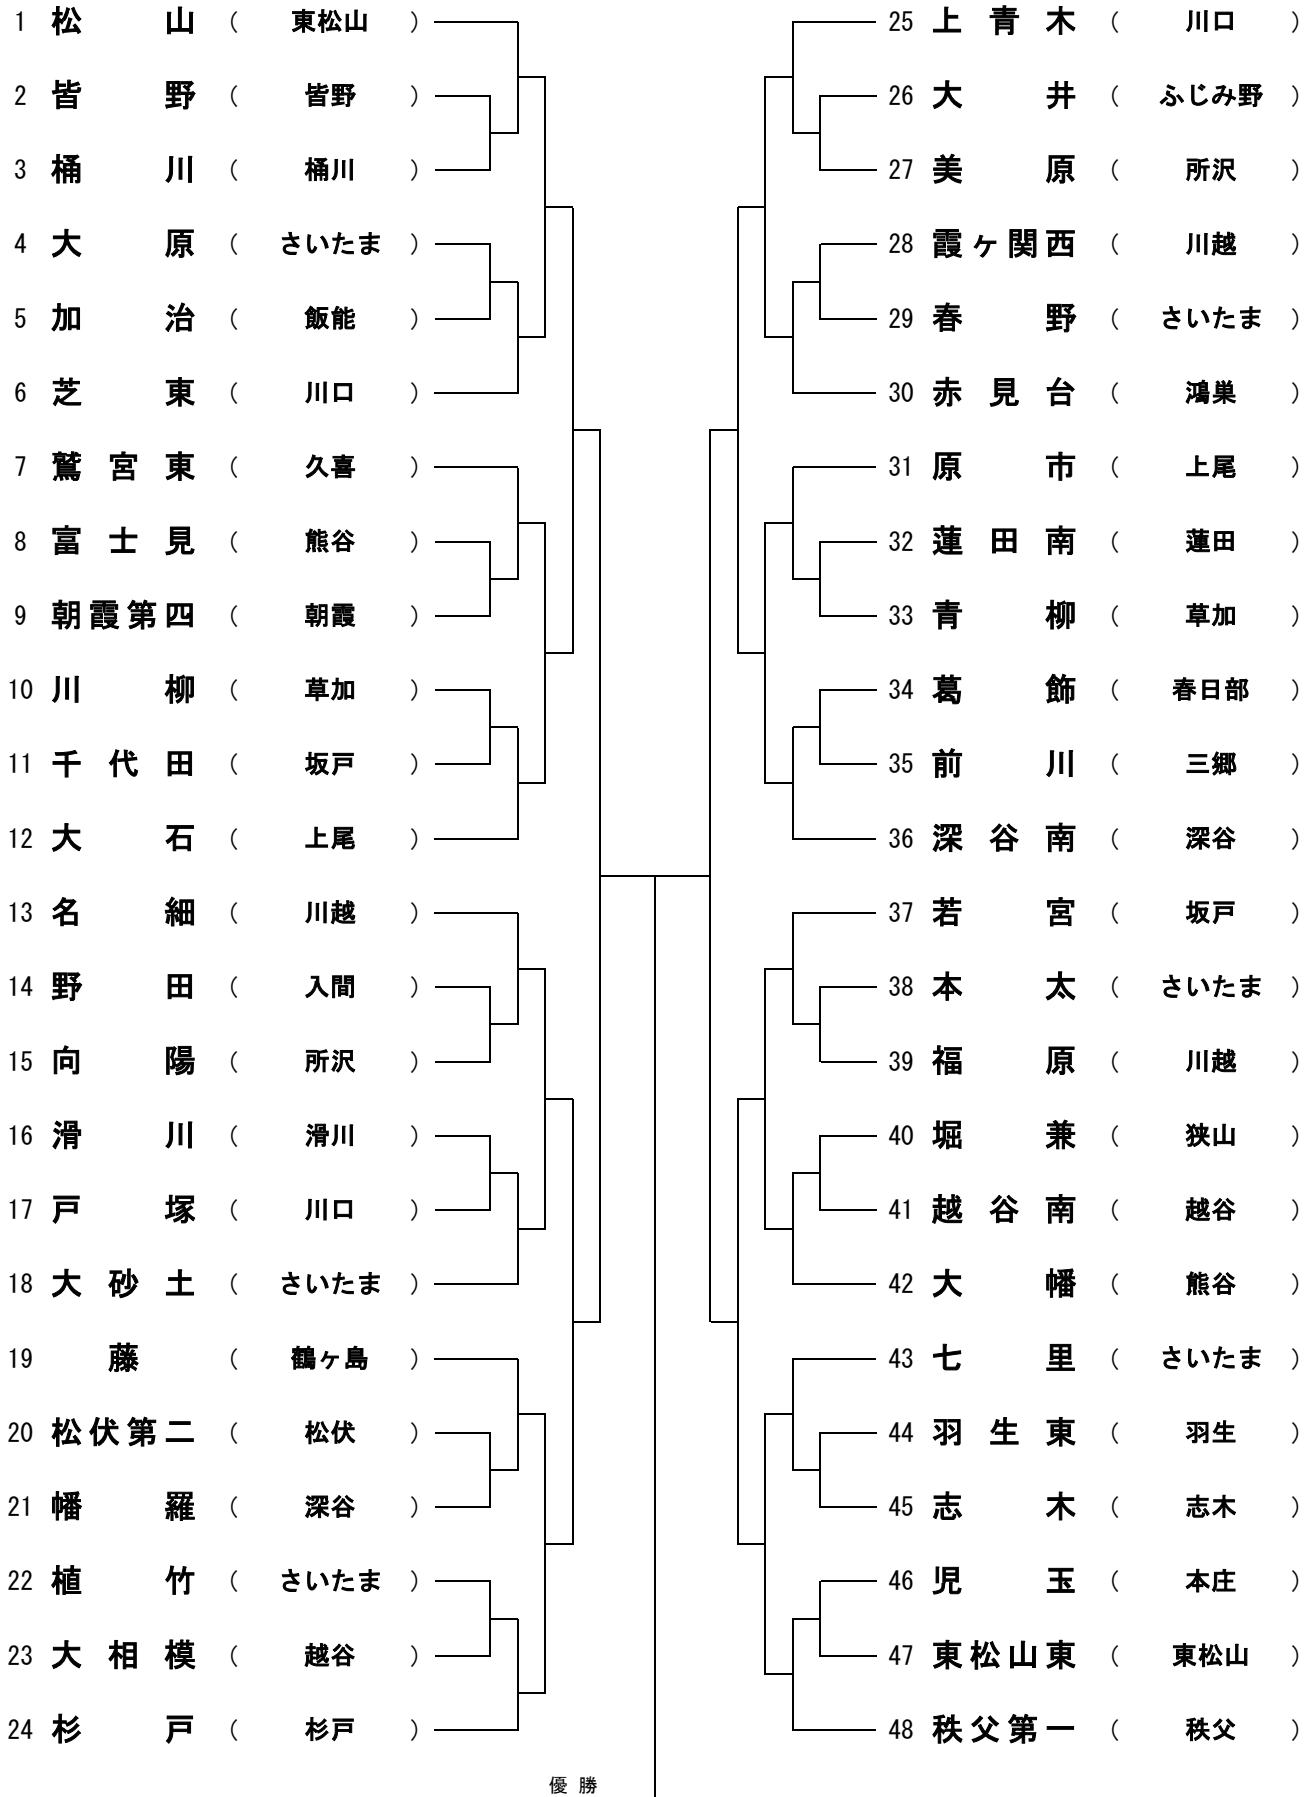 1 松山 ( 東松山 )
2 皆野 ( 皆野 )
3 桶川 ( 桶川 )
4 大原 ( さいたま )
5 加治 ( 飯能 )
6 芝東 ( 川口 )
7 鷲宮東 ( 久喜 )
8 富士見 ( 熊谷 )
9 朝霞第四 ( 朝霞 )
10 川柳 ( 草加 )
11 千代田 ( 坂戸 )
12 大石 ( 上尾 )
13 名細 ( 川越 )
14 野田 ( 入間 )
15 向陽 ( 所沢 )
16 滑川 ( 滑川 )
17 戸塚 ( 川口 )
18 大砂土 ( さいたま )
19 藤 ( 鶴ヶ島 )
20 松伏第二 ( 松伏 )
21 幡羅 ( 深谷 )
22 植竹 ( さいたま )
23 大相模 ( 越谷 )
24 杉戸 ( 杉戸 )
25 上青木 ( 川口 )
26 大井 ( ふじみ野 )
27 美原 ( 所沢 )
28 霞ヶ関西 ( 川越 )
29 春野 ( さいたま )
30 赤見台 ( 鴻巣 )
31 原市 ( 上尾 )
32 蓮田南 ( 蓮田 )
33 青柳 ( 草加 )
34 葛飾 ( 春日部 )
35 前川 ( 三郷 )
36 深谷南 ( 深谷 )
37 若宮 ( 坂戸 )
38 本太 ( さいたま )
39 福原 ( 川越 )
40 堀兼 ( 狭山 )
41 越谷南 ( 越谷 )
42 大幡 ( 熊谷 )
43 七里 ( さいたま )
44 羽生東 ( 羽生 )
45 志木 ( 志木 )
46 児玉 ( 本庄 )
47 東松山東 ( 東松山 )
48 秩父第一 ( 秩父 )
優勝